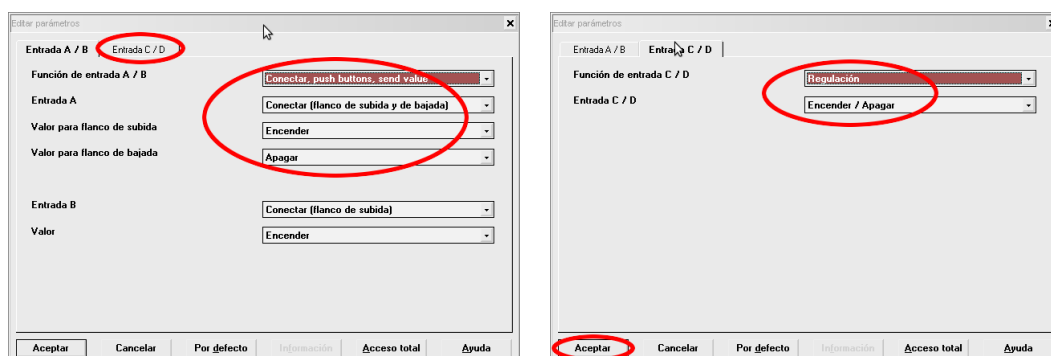 Editar parámetros
Entrada A / B Entrada C / D
Función de entrada A / B Conectar, push buttons, send value
Entrada A Conectar (flanco de subida y de bajada)
Valor para flanco de subida Encender
Valor para flanco de bajada Apagar
Entrada B Conectar (flanco de subida)
Valor Encender
Aceptar Cancelar Por defecto Información Acceso total Ayuda
Editar parámetros
Entrada A / B Entrada C / D
Función de entrada C / D Regulación
Entrada C / D Encender / Apagar
Aceptar Cancelar Por defecto Información Acceso total Ayuda